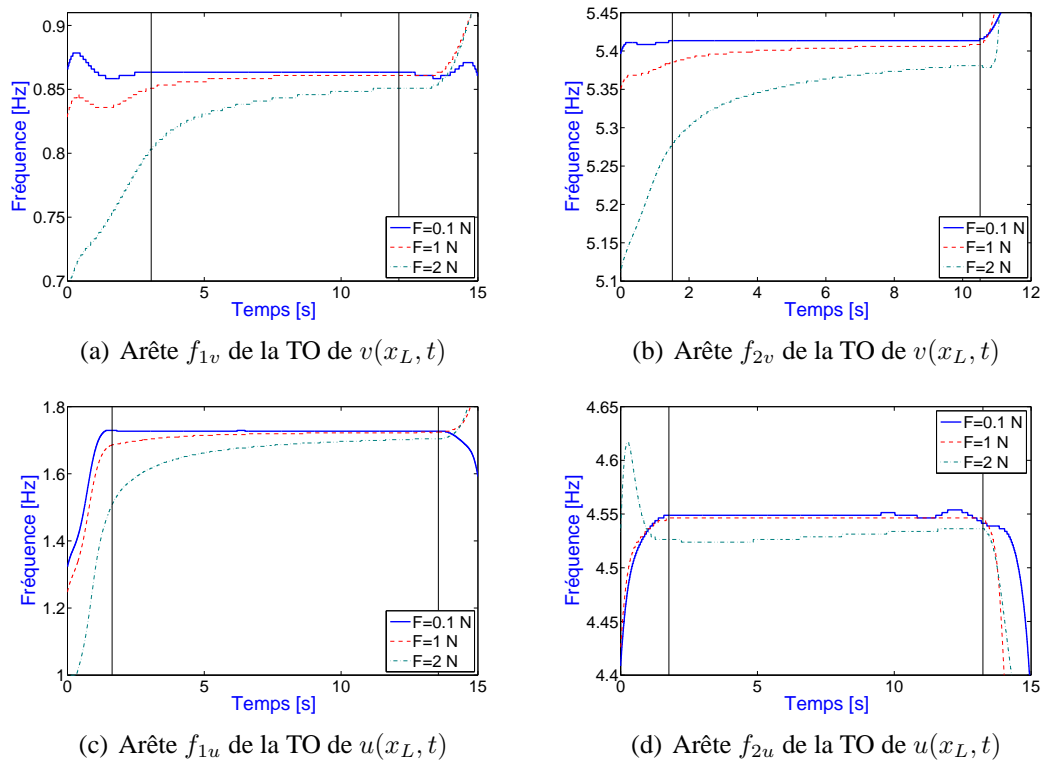 0.9
0.85
0.8
0.75
0.7
Fréquence [Hz]
0
5
10
15
Temps [s]
F=0.1 N
F=1 N
F=2 N
(a) Arête f1v de la TO de v(xL, t)
5.45
5.4
5.35
5.3
5.25
5.2
5.15
5.1
Fréquence [Hz]
0
2
4
6
8
10
12
Temps [s]
F=0.1 N
F=1 N
F=2 N
(b) Arête f2v de la TO de v(xL, t)
1.8
1.6
1.4
1.2
1
Fréquence [Hz]
0
5
10
15
Temps [s]
F=0.1 N
F=1 N
F=2 N
(c) Arête f1u de la TO de u(xL, t)
4.65
4.6
4.55
4.5
4.45
4.4
Fréquence [Hz]
0
5
10
15
Temps [s]
F=0.1 N
F=1 N
F=2 N
(d) Arête f2u de la TO de u(xL, t)